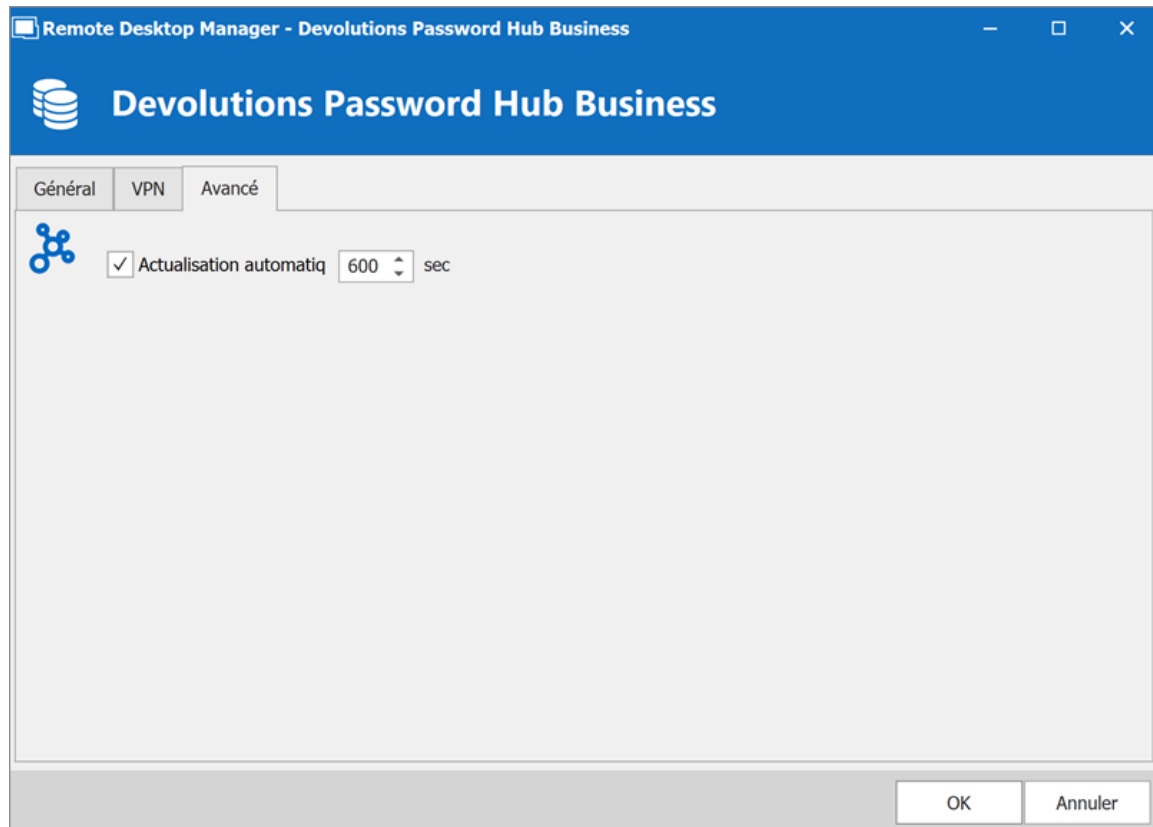 Remote Desktop Manager - Devolutions Password Hub Business
Devolutions Password Hub Business
Général VPN Avancé
Actualisation automatiq 600 sec
OK Annuler